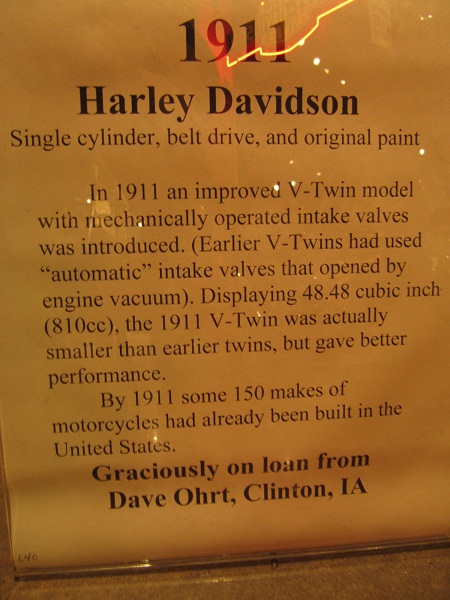 1911
Harley Davidson
Single cylinder, belt drive, and original paint
In 1911 an improved V-Twin model
with mechanically operated intake valves
was introduced. (Earlier V-Twins had used
“automatic” intake valves that opened by
engine vacuum). Displaying 48.48 cubic inch
(810cc), the 1911 V-Twin was actually
smaller than earlier twins, but gave better
performance.
By 1911 some 150 makes of
motorcycles had already been built in the
United States.
Graciously on loan from
Dave Ohrt, Clinton, IA
L40